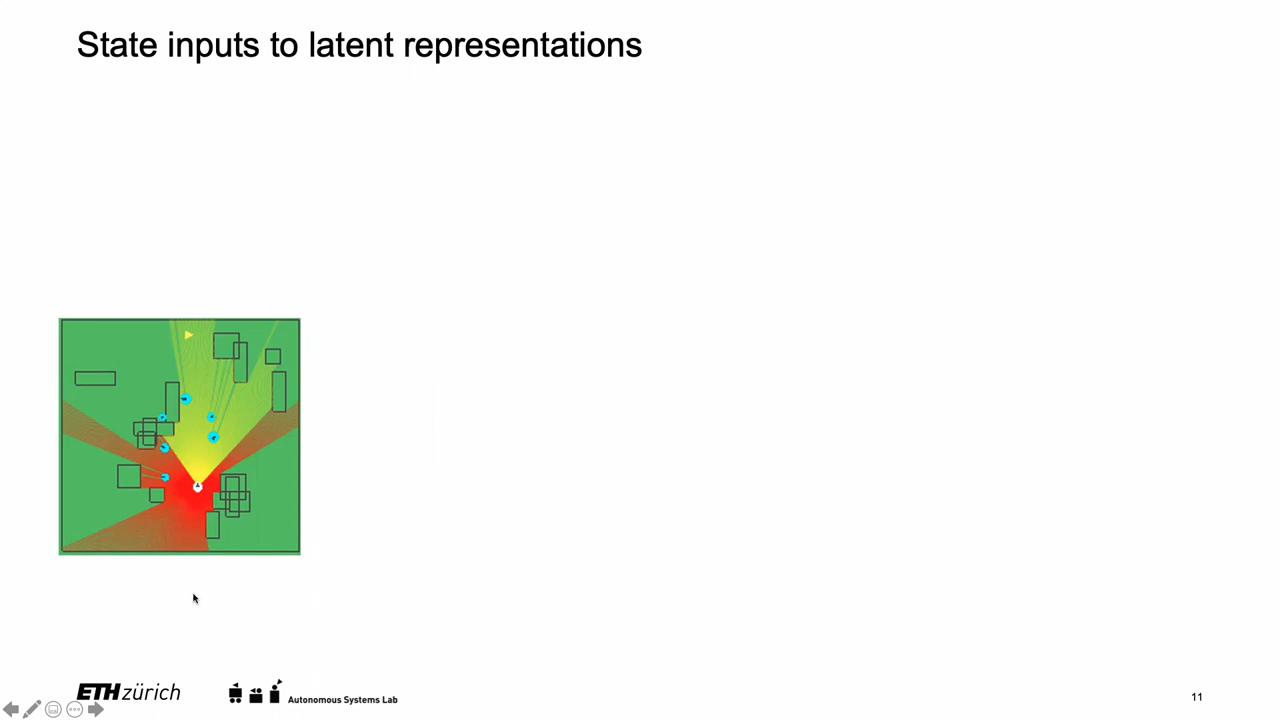 State inputs to latent representations
ETH zürich
Autonomous Systems Lab
11